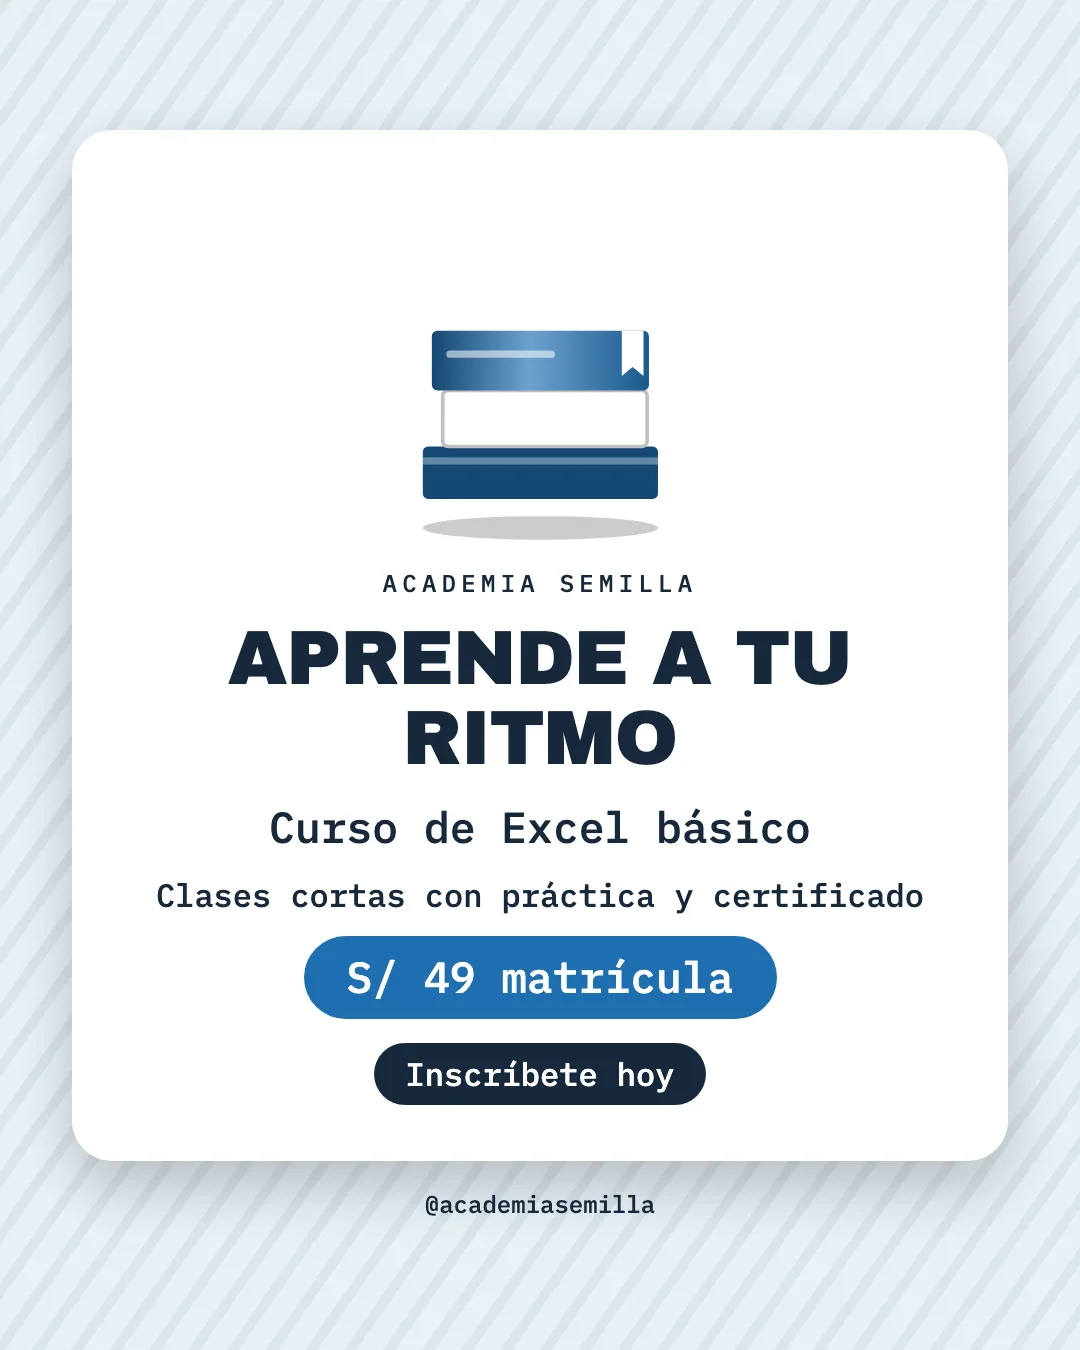 ACADEMIA SEMILLA
APRENDE A TU
RITMO
Curso de Excel básico
Clases cortas con práctica y certificado
S/ 49 matrícula
Inscríbete hoy
@academiasemilla